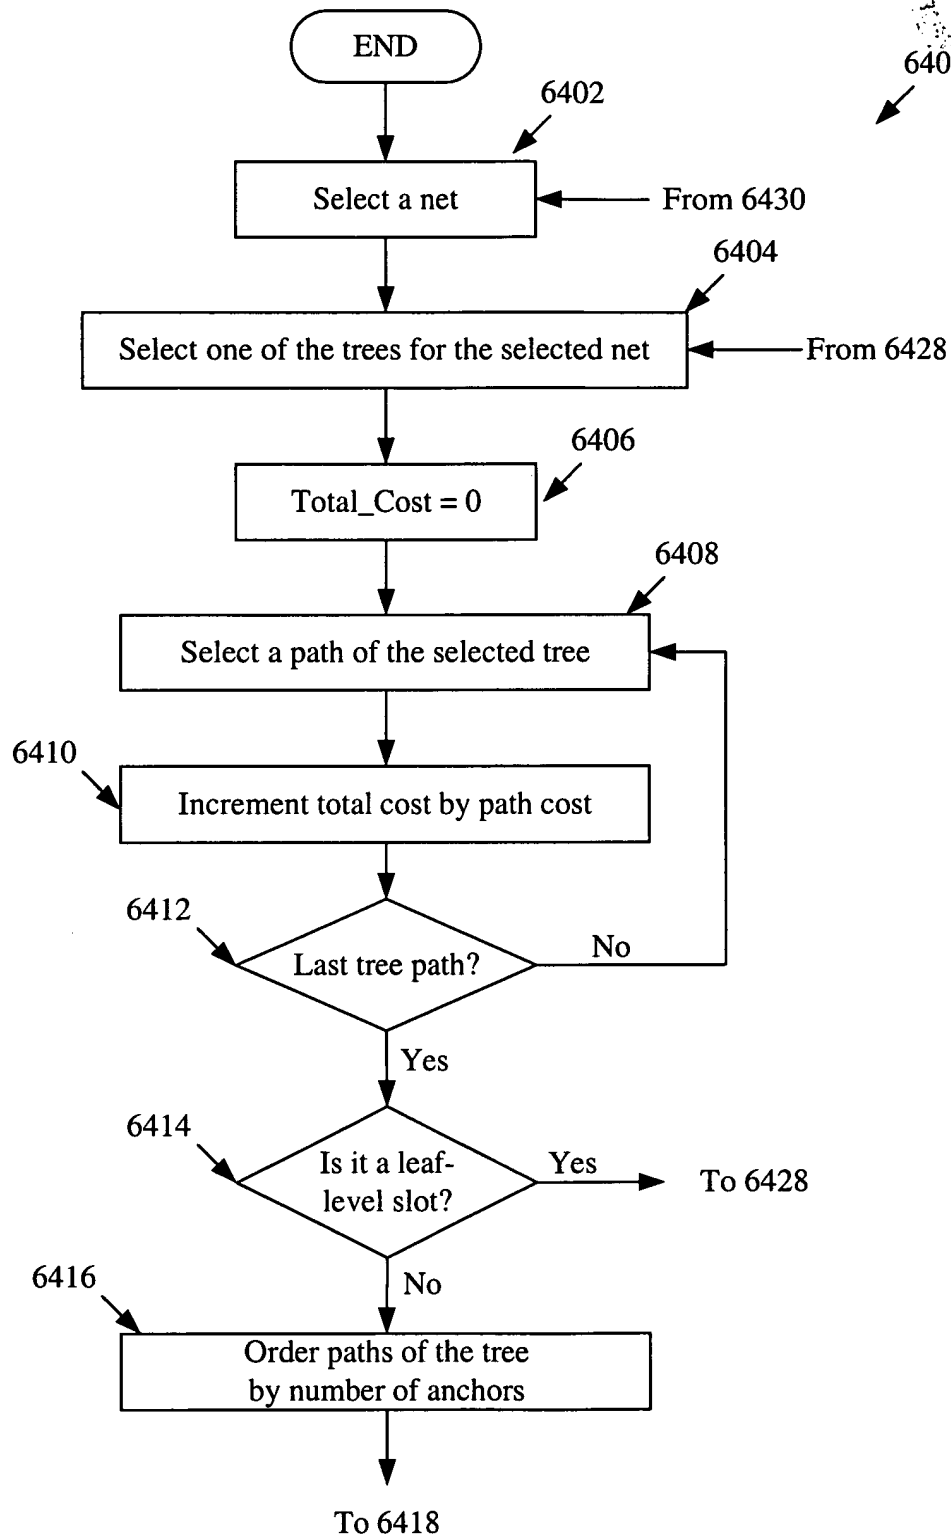 END
640
6402
Select a net
From 6430
6404
Select one of the trees for the selected net
From 6428
6406
Total_Cost = 0
6408
Select a path of the selected tree
6410
Increment total cost by path cost
6412
Last tree path?
No
Yes
6414
Is it a leaf-
level slot?
Yes
To 6428
No
6416
Order paths of the tree
by number of anchors
To 6418